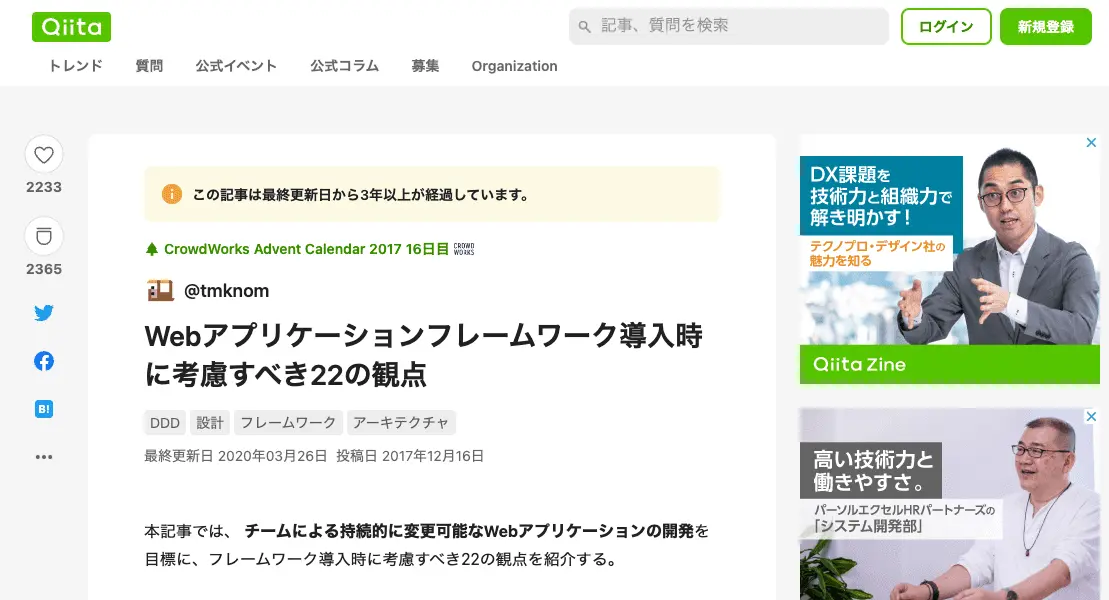 Qiita
記事、質問を検索
ログイン
新規登録
トレンド 質問 公式イベント 公式コラム 募集 Organization
2233
2365
B!
この記事は最終更新日から3年以上が経過しています。
CrowdWorks Advent Calendar 2017 16日目
CROWD
WORKS
@tmknom
Webアプリケーションフレームワーク導入時
に考慮すべき22の観点
DDD 設計 フレームワーク アーキテクチャ
最終更新日 2020年03月26日 投稿日 2017年12月16日
本記事では、 チームによる持続的に変更可能なWebアプリケーションの開発を
目標に、フレームワーク導入時に考慮すべき22の観点を紹介する。
DX課題を
技術力と組織力で
解き明かす!
テクノプロ・デザイン社の
魅力を知る
Qiita Zine
高い技術力と
働きやすさ。
パーソルエクセルHRパートナーズの
「システム開発部」